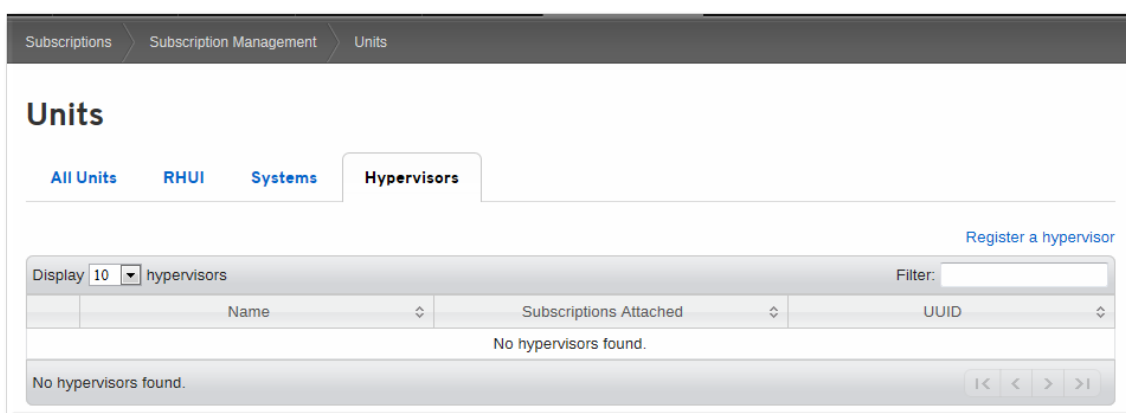 Subscriptions Subscription Management Units
Units
All Units RHUI Systems Hypervisors
Register a hypervisor
Display 10 hypervisors Filter:
Name Subscriptions Attached UUID
No hypervisors found.
No hypervisors found.